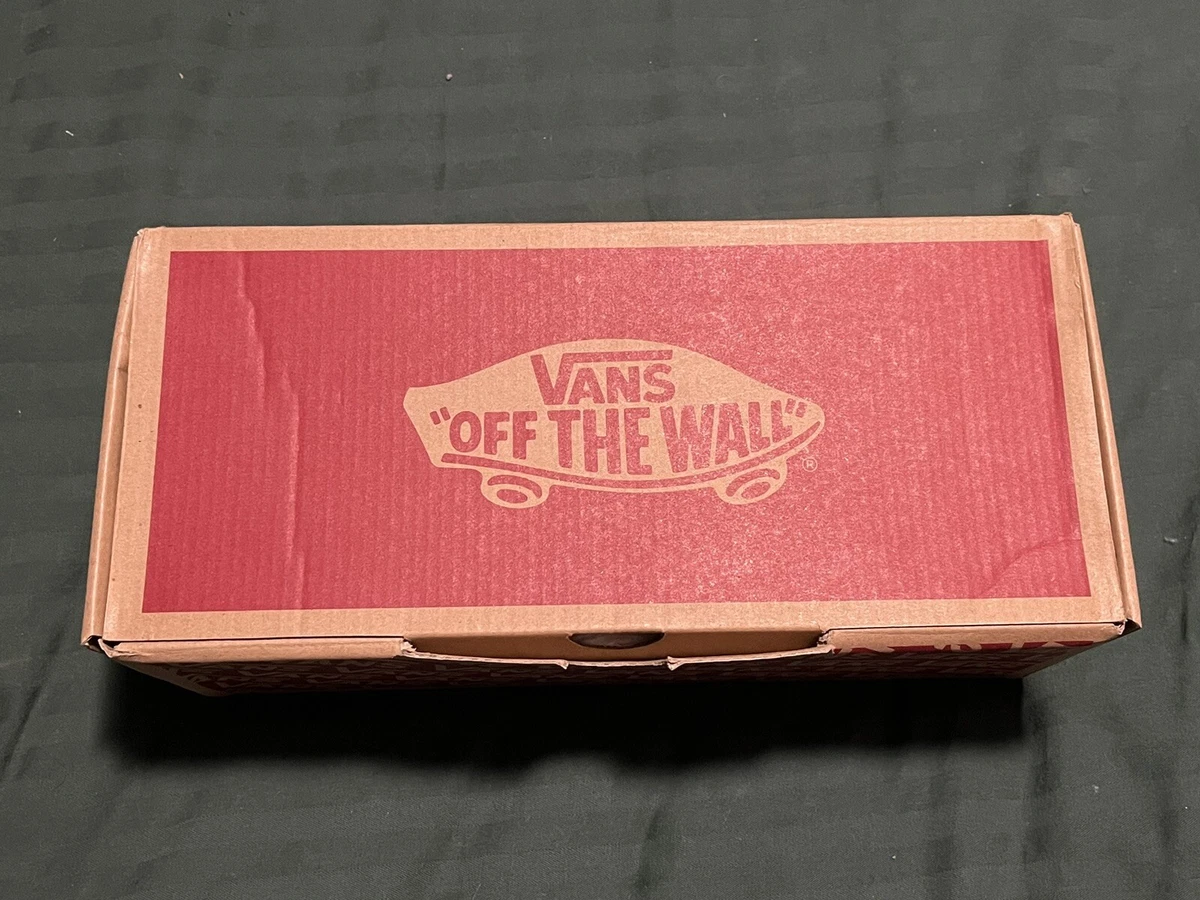 VANS
"OFF THE WALL"
®